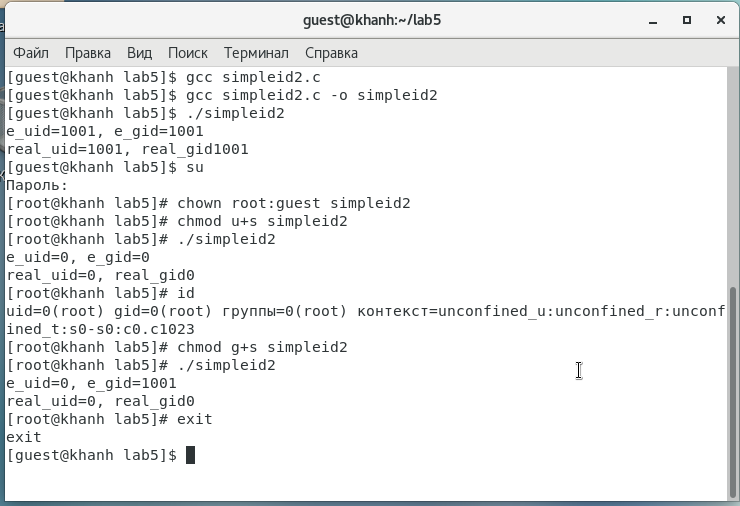 guest@khanh:~/lab5
Файл Правка Вид Поиск Терминал Справка
[guest@khanh lab5]$ gcc simpleid2.c
[guest@khanh lab5]$ gcc simpleid2.c -o simpleid2
[guest@khanh lab5]$ ./simpleid2
e_uid=1001, e_gid=1001
real_uid=1001, real_gid1001
[guest@khanh lab5]$ su
Пароль:
[root@khanh lab5]# chown root:guest simpleid2
[root@khanh lab5]# chmod u+s simpleid2
[root@khanh lab5]# ./simpleid2
e_uid=0, e_gid=0
real_uid=0, real_gid0
[root@khanh lab5]# id
uid=0(root) gid=0(root) группы=0(root) контекст=unconfined_u:unconfined_r:unconf
ined_t:s0-s0:c0.c1023
[root@khanh lab5]# chmod g+s simpleid2
[root@khanh lab5]# ./simpleid2
e_uid=0, e_gid=1001
real_uid=0, real_gid0
[root@khanh lab5]# exit
exit
[guest@khanh lab5]$